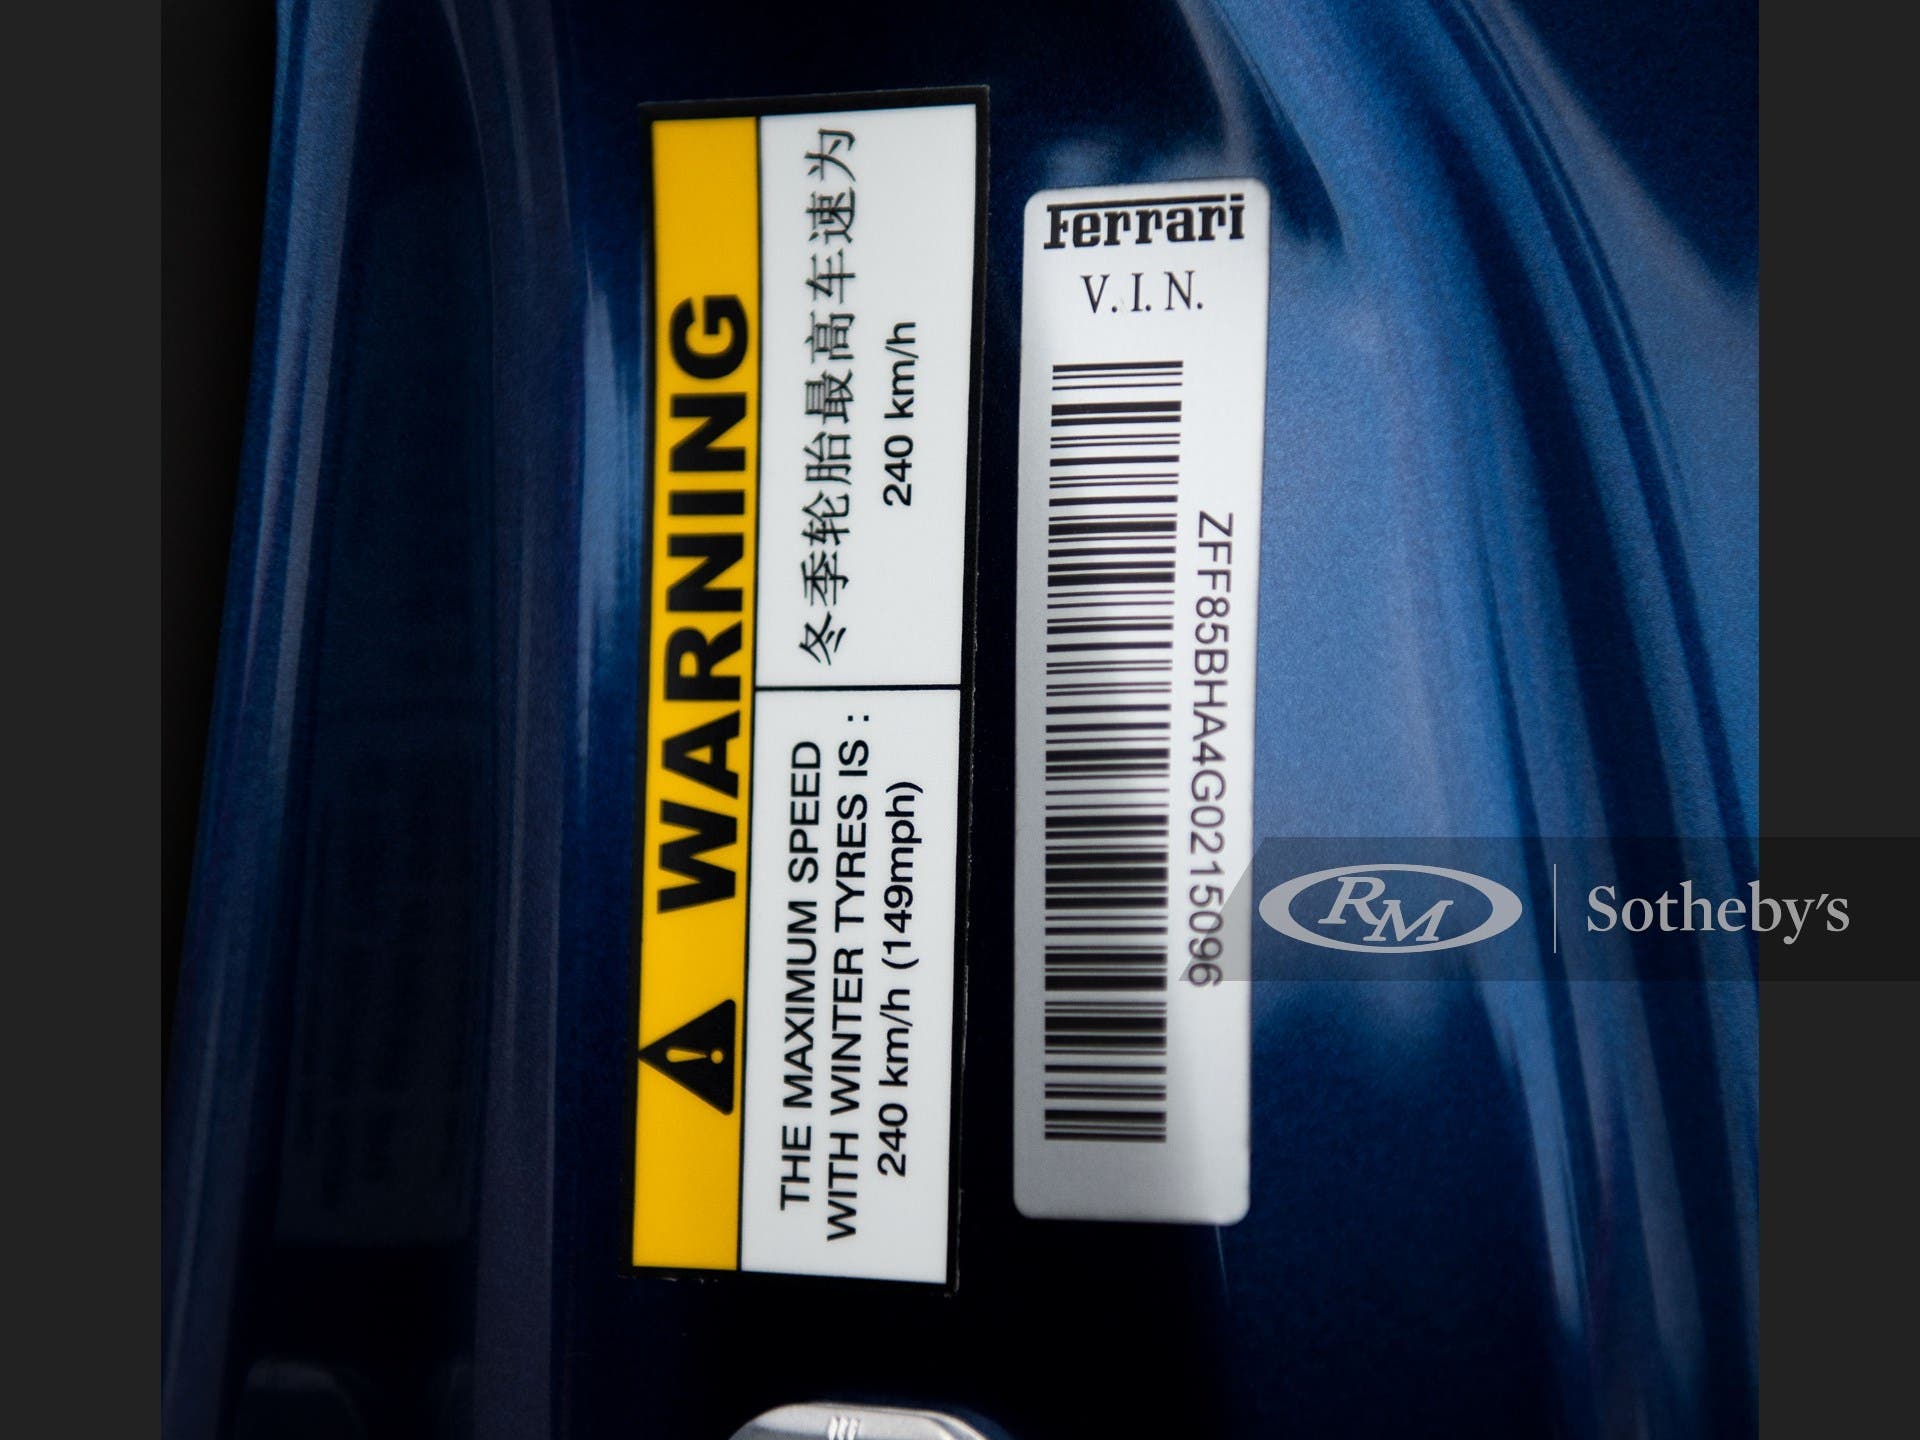 WARNING
THE MAXIMUM SPEED
WITH WINTER TYRES IS :
240 km/h (149mph)
冬季轮胎最高车速为
240 km/h
Ferrari
V.I.N.
ZFF85BHA4G0215096
RM
Sotheby's